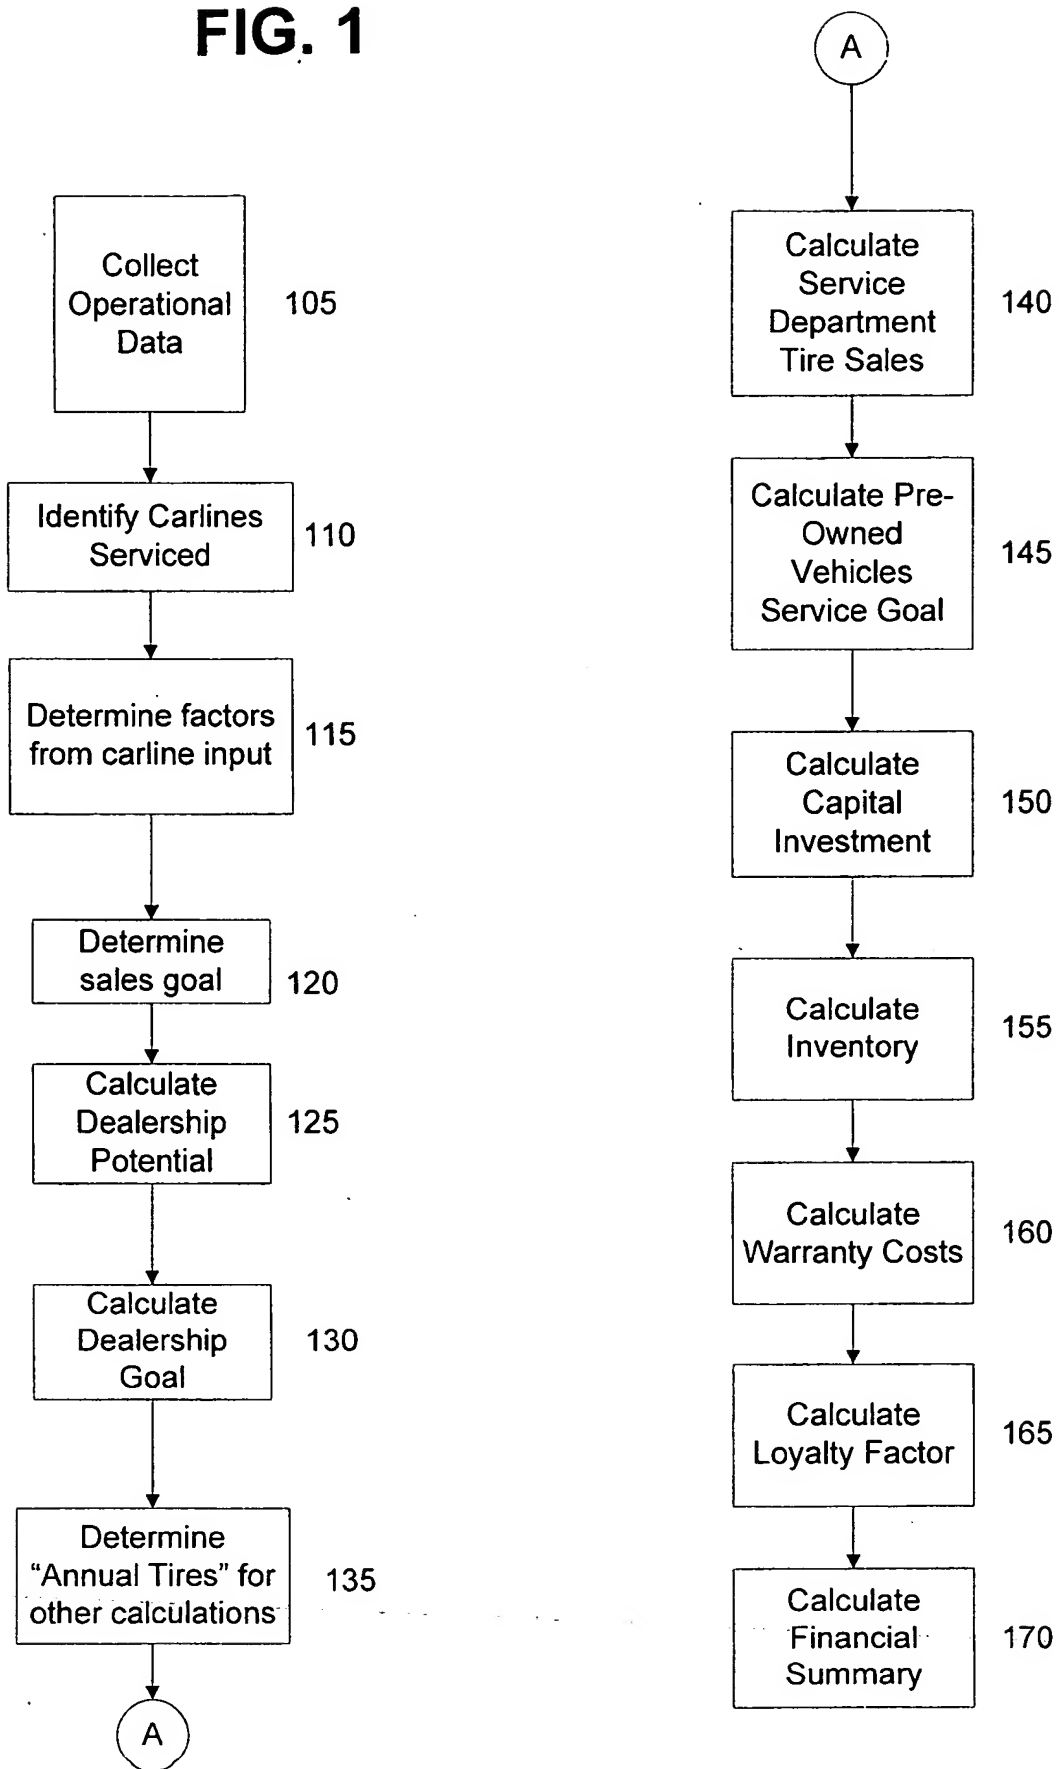 FIG. 1
Collect
Operational
Data
105
Identify Carlines
Serviced
110
Determine factors
from carline input
115
Determine
sales goal
120
Calculate
Dealership
Potential
125
Calculate
Dealership
Goal
130
Determine
“Annual Tires” for
other calculations
135
A
A
Calculate
Service
Department
Tire Sales
140
Calculate Pre-
Owned
Vehicles
Service Goal
145
Calculate
Capital
Investment
150
Calculate
Inventory
155
Calculate
Warranty Costs
160
Calculate
Loyalty Factor
165
Calculate
Financial
Summary
170